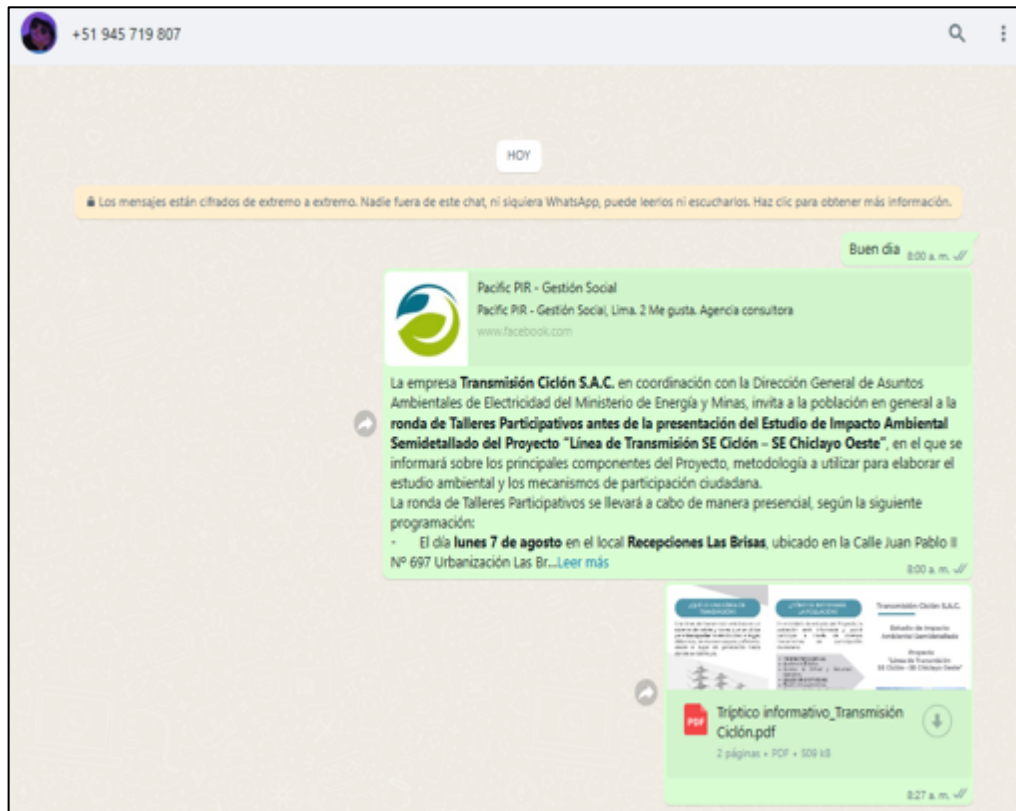 +51 945 719 807
HOY
Los mensajes están cifrados de extremo a extremo. Nadie fuera de este chat, ni siquiera WhatsApp, puede leerlos ni escucharlos. Haz clic para obtener más información.
Buen día 8:00 a. m.
Pacific PIR - Gestión Social
Pacific PIR - Gestión Social, Lima. 2 Me gusta. Agencia consultora
www.facebook.com
La empresa Transmisión Ciclón S.A.C. en coordinación con la Dirección General de Asuntos
Ambientales de Electricidad del Ministerio de Energía y Minas, invita a la población en general a la
ronda de Talleres Participativos antes de la presentación del Estudio de Impacto Ambiental
Semidetallado del Proyecto "Línea de Transmisión SE Ciclón – SE Chiclayo Oeste", en el que se
informará sobre los principales componentes del Proyecto, metodología a utilizar para elaborar el
estudio ambiental y los mecanismos de participación ciudadana.
La ronda de Talleres Participativos se llevará a cabo de manera presencial, según la siguiente
programación:
- El día lunes 7 de agosto en el local Recepciones Las Brisas, ubicado en la Calle Juan Pablo II
Nº 697 Urbanización Las Br...Leer más
8:00 a. m.
Transmisión Ciclón S.A.C.
Estudio de Impacto
Ambiental Semidetallado
Proyecto
"Línea de Transmisión
SE Ciclón - SE Chiclayo Oeste"
PDF
Tríptico informativo_Transmisión
Ciclón.pdf
2 páginas • PDF • 509 kB
8:27 a. m.